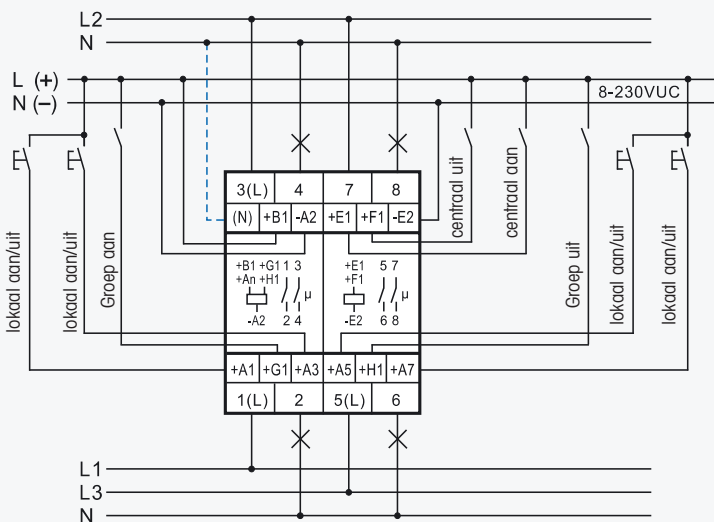 L2
N
L (+)
N (−)
8-230VUC
3(L) 4 7 8
(N) +B1 -A2 +E1 +F1 -E2
+B1 +G1 1 3
+An +H1
µ
-A2 2 4
+E1 5 7
+F1
µ
-E2 6 8
+A1 +G1 +A3 +A5 +H1 +A7
1(L) 2 5(L) 6
lokaal aan/uit
lokaal aan/uit
Groep aan
centraal uit
centraal aan
Groep uit
lokaal aan/uit
lokaal aan/uit
L1
L3
N